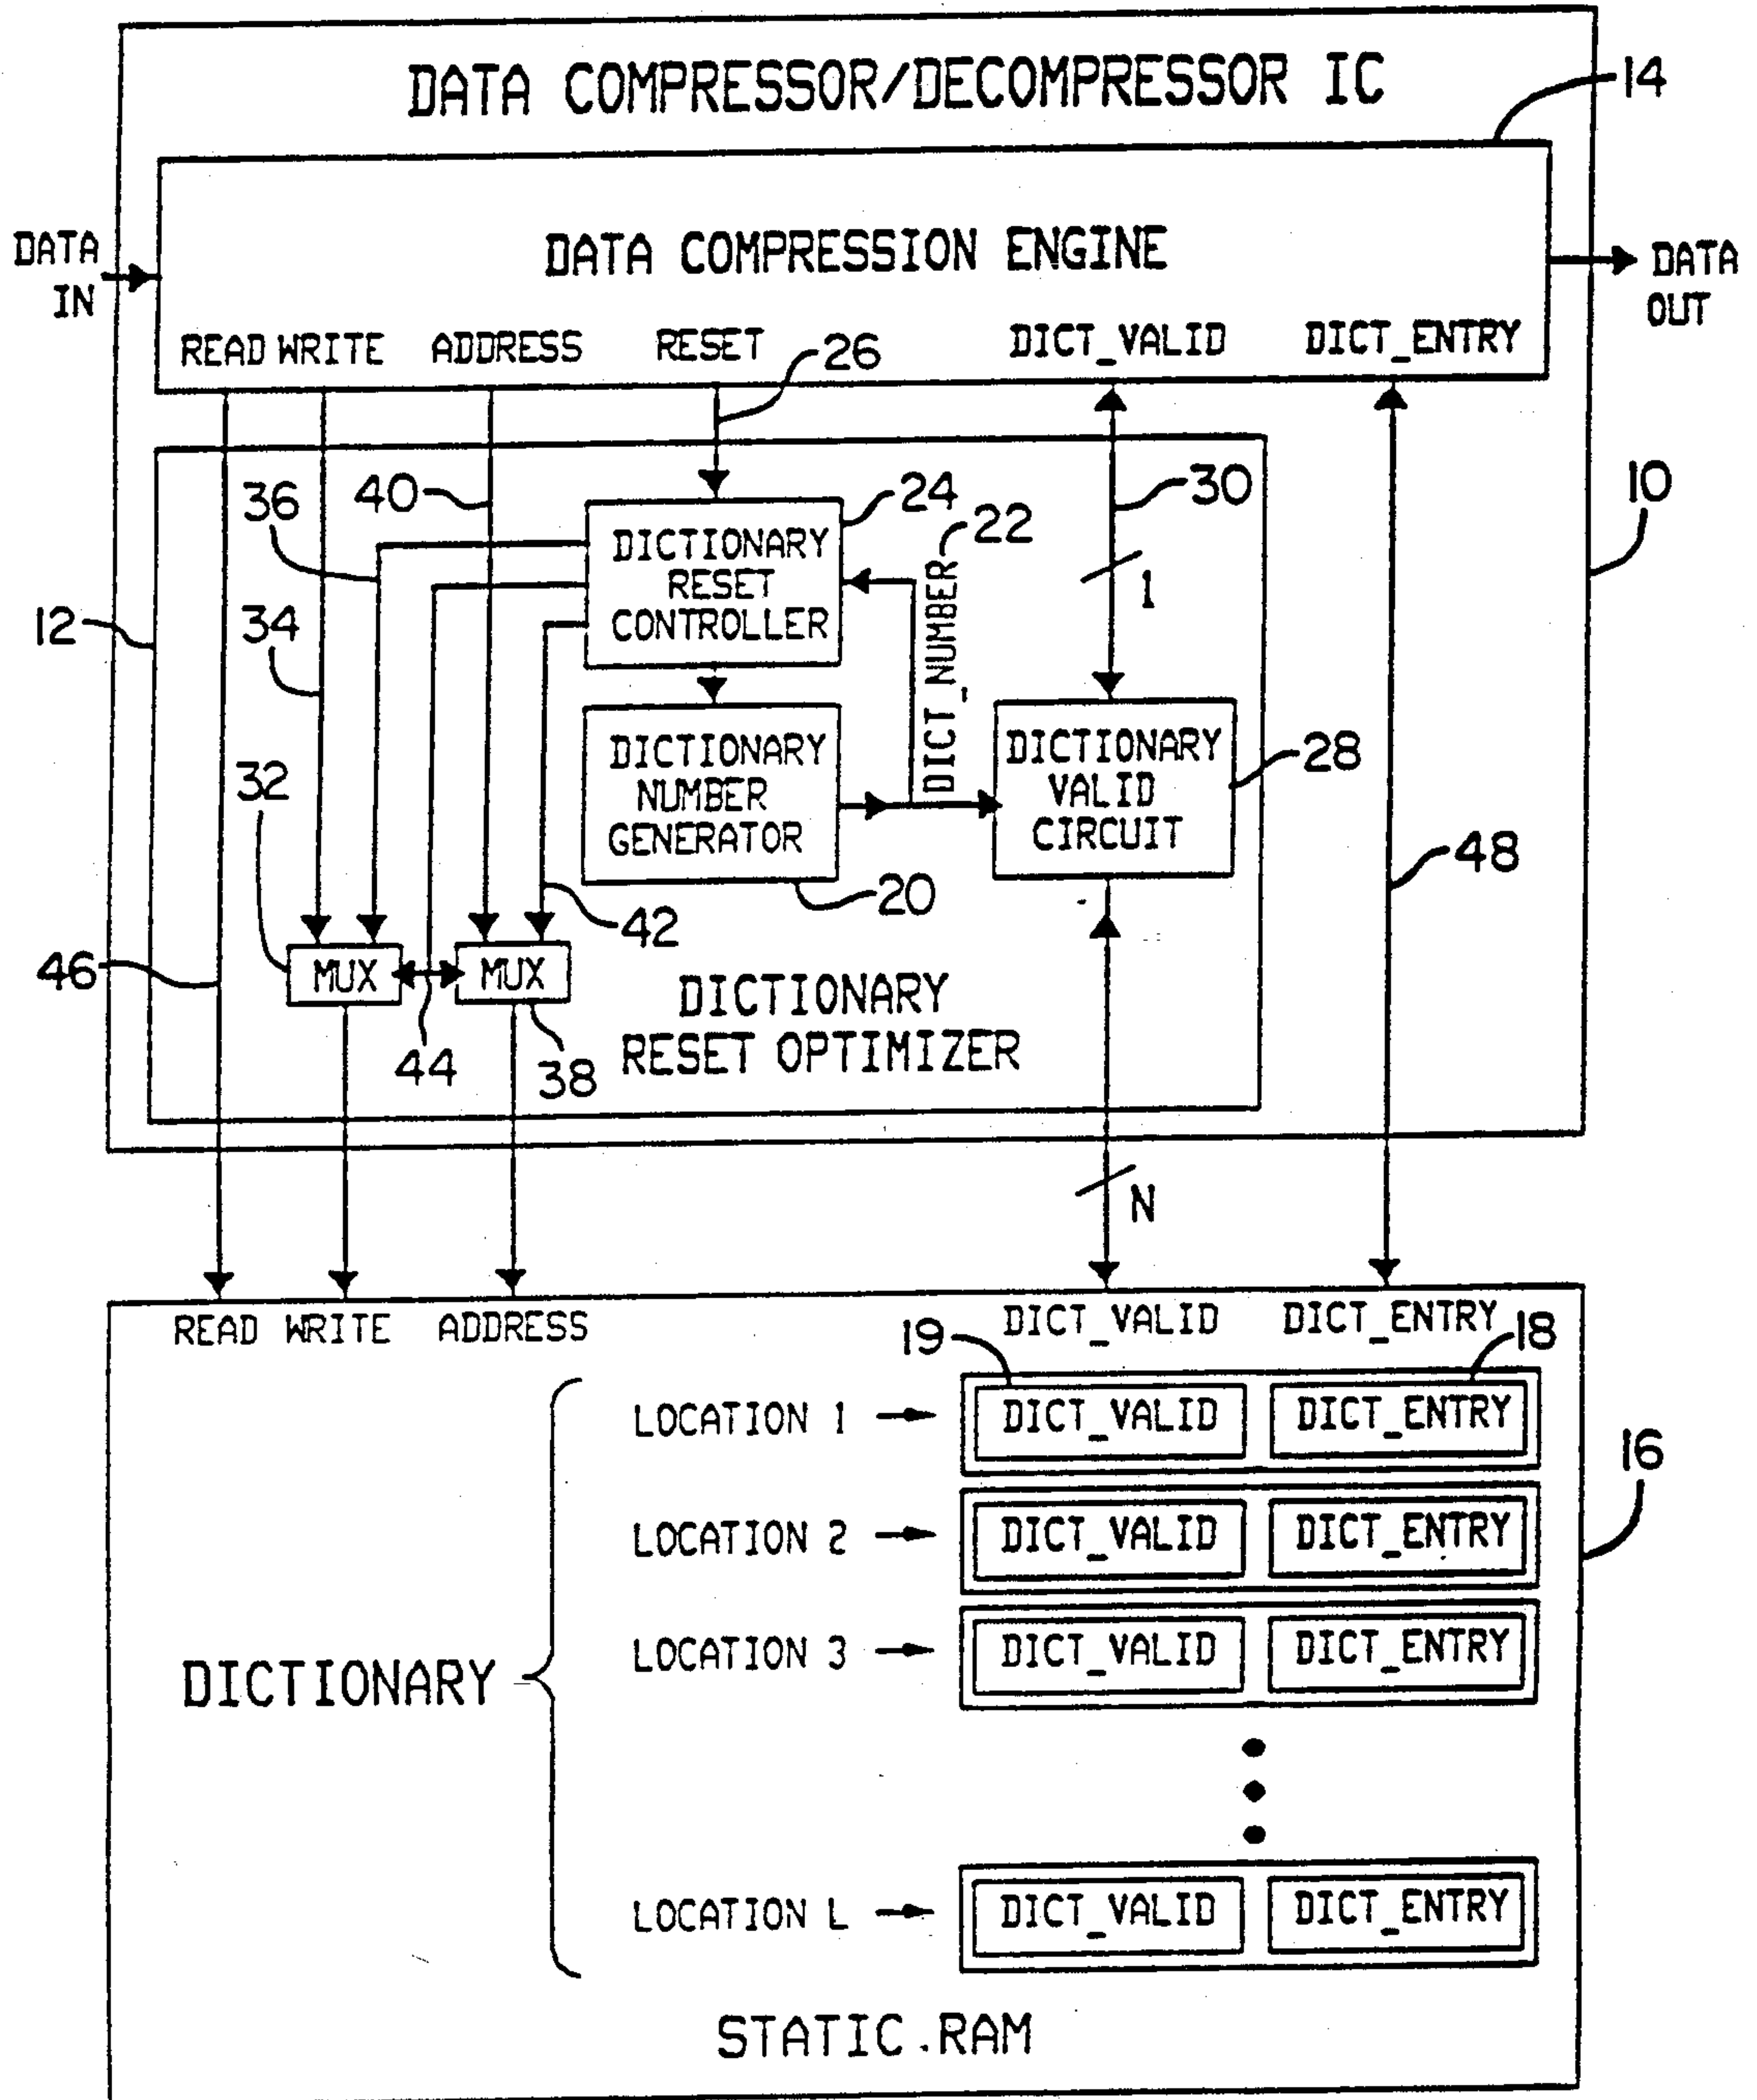 DATA COMPRESSOR/DECOMPRESSOR IC
14
DATA COMPRESSION ENGINE
DATA
IN
DATA
OUT
READ WRITE ADDRESS RESET DICT_VALID DICT_ENTRY
26
36
40
24
22
30
10
DICTIONARY
RESET
CONTROLLER
DICT_NUMBER
1
12
34
32
DICTIONARY
NUMBER
GENERATOR
DICTIONARY
VALID
CIRCUIT
28
48
20
42
46
MUX
MUX
DICTIONARY
RESET OPTIMIZER
44
38
N
READ WRITE ADDRESS DICT_VALID DICT_ENTRY
19
18
LOCATION 1 DICT_VALID DICT_ENTRY
16
LOCATION 2 DICT_VALID DICT_ENTRY
LOCATION 3 DICT_VALID DICT_ENTRY
DICTIONARY
LOCATION L DICT_VALID DICT_ENTRY
STATIC.RAM